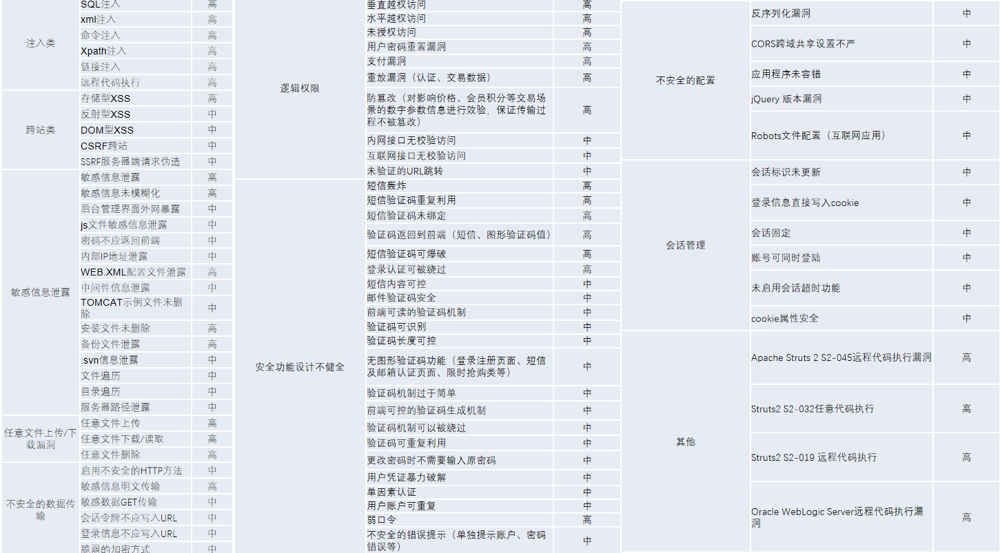 注入类
SQL注入 高
xml注入 高
命令注入 高
Xpath注入 高
链接注入 高
远程代码执行 高
跨站类
存储型XSS 高
反射型XSS 中
DOM型XSS 中
CSRF跨站 中
SSRF服务器端请求伪造 中
敏感信息泄露
敏感信息泄露 高
敏感信息未模糊化 高
后台管理界面外网暴露 中
js文件敏感信息泄露 中
密码不应返回前端 中
内部IP地址泄露 中
WEB.XML配置文件泄露 高
中间件信息泄露 中
TOMCAT示例文件未删
除 中
安装文件未删除 高
备份文件泄露 高
.svn信息泄露 中
文件遍历 中
目录遍历 中
服务器路径泄露 中
任意文件上传/下
载漏洞
任意文件上传 高
任意文件下载/读取 高
任意文件删除 高
不安全的数据传
输
启用不安全的HTTP方法 中
敏感信息明文传输 高
敏感数据GET传输 中
会话令牌不应写入URL 中
登录信息不应写入URL 中
脆弱的加密方式 中
逻辑权限
垂直越权访问 高
水平越权访问 高
未授权访问 高
用户密码重置漏洞 高
支付漏洞 高
重放漏洞（认证、交易数据） 高
防篡改（对影响价格、会员积分等交易场
景的数字参数信息进行效验，保证传输过
程不被篡改） 高
内网接口无校验访问 中
互联网接口无校验访问 中
未验证的URL跳转 中
安全功能设计不健全
短信轰炸 高
短信验证码重复利用 高
短信验证码未绑定 高
验证码返回到前端（短信、图形验证码值） 高
短信验证码可爆破 高
登录认证可被绕过 高
短信内容可控 中
邮件验证码安全 中
前端可读的验证码机制 中
验证码可识别 中
验证码长度可控 中
无图形验证码功能（登录注册页面、短信
及邮箱认证页面、限时抢购类等） 中
验证码机制过于简单 中
前端可控的验证码生成机制 中
验证码机制可以被绕过 中
验证码可重复利用 中
更改密码时不需要输入原密码 中
用户凭证暴力破解 中
单因素认证 中
用户账户可重复 中
弱口令 高
不安全的错误提示（单独提示账户、密码
错误等） 中
不安全的配置
反序列化漏洞 中
CORS跨域共享设置不严 中
应用程序未容错 中
jQuery 版本漏洞 中
Robots文件配置（互联网应用） 中
会话管理
会话标识未更新 中
登录信息直接写入cookie 中
会话固定 中
账号可同时登陆 中
未启用会话超时功能 中
cookie属性安全 中
其他
Apache Struts 2 S2-045远程代码执行漏洞 高
Struts2 S2-032任意代码执行 高
Struts2 S2-019 远程代码执行 高
Oracle WebLogic Server远程代码执行漏
洞 高